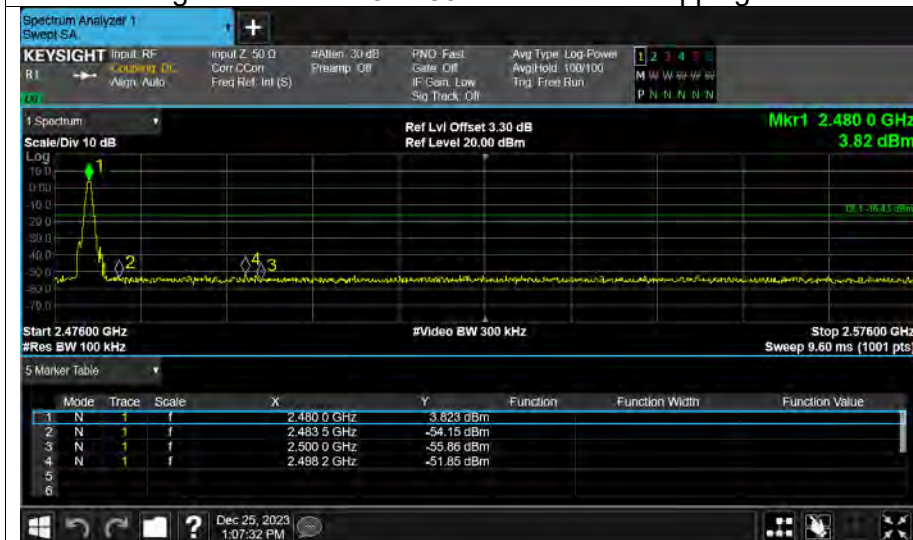 Spectrum Analyzer 1
Swept SA
+
KEYSIGHT Input: RF Input Z: 50 Ω #Atten: 30 dB PNO: Fast Avg Type: Log-Power 1 2 3 4 5 6
R L Coupling: DC Corr CCorr Preamp: Off Gate: Off Avg|Hold: 100/100 M W W W W W
Align: Auto Freq Ref: Int (S) IF Gain: Low Trig: Free Run P N N N N N
Sig Track: Off
1 Spectrum
Ref Lvl Offset 3.30 dB Mkr1 2.480 0 GHz
Scale/Div 10 dB Ref Level 20.00 dBm 3.82 dBm
Log
10.0
1
0.00
-10.0
DL1 -16.43 dBm
-20.0
-30.0
-40.0
2 4 3
-50.0
-60.0
-70.0
Start 2.47600 GHz #Video BW 300 kHz Stop 2.57600 GHz
#Res BW 100 kHz Sweep 9.60 ms (1001 pts)
5 Marker Table
Mode Trace Scale X Y Function Function Width Function Value
1 N 1 f 2.480 0 GHz 3.823 dBm
2 N 1 f 2.483 5 GHz -54.15 dBm
3 N 1 f 2.500 0 GHz -55.86 dBm
4 N 1 f 2.498 2 GHz -51.85 dBm
5
6
? Dec 25, 2023
1:07:32 PM